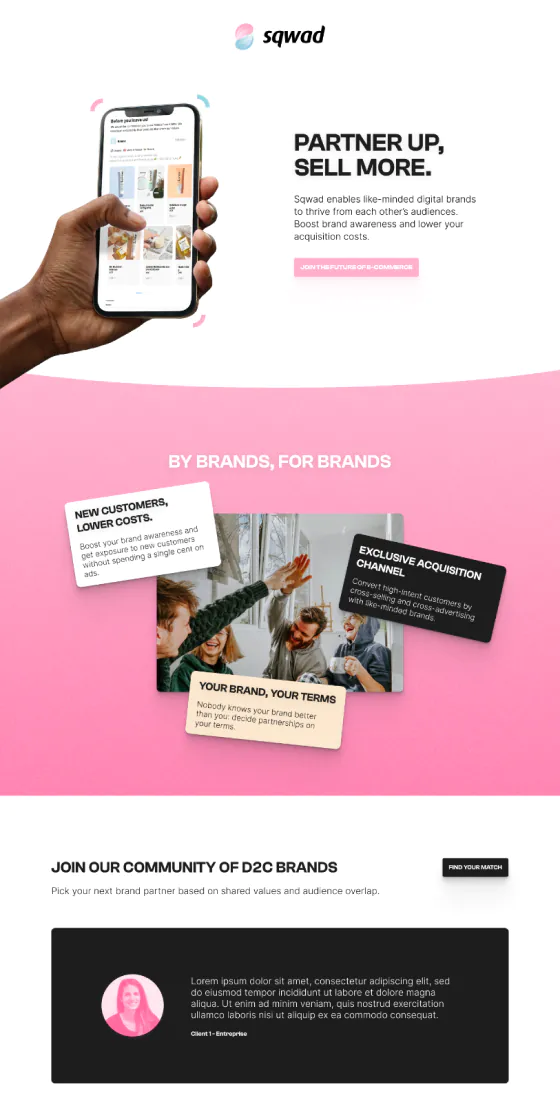 sqwad
Before you leave ad
PARTNER UP,
SELL MORE.
Sqwad enables like-minded digital brands
to thrive from each other's audiences.
Boost brand awareness and lower your
acquisition costs.
JOIN THE FUTURE OF E-COMMERCE
BY BRANDS, FOR BRANDS
NEW CUSTOMERS,
LOWER COSTS.
Boost your brand awareness and
get exposure to new customers
without spending a single cent on
ads.
EXCLUSIVE ACQUISITION
CHANNEL
Convert high-intent customers by
cross-selling and cross-advertising
with like-minded brands.
YOUR BRAND, YOUR TERMS
Nobody knows your brand better
than you: decide partnerships on
your terms.
JOIN OUR COMMUNITY OF D2C BRANDS
FIND YOUR MATCH
Pick your next brand partner based on shared values and audience overlap.
Lorem ipsum dolor sit amet, consectetur adipiscing elit, sed
do eiusmod tempor incididunt ut labore et dolore magna
aliqua. Ut enim ad minim veniam, quis nostrud exercitation
ullamco laboris nisi ut aliquip ex ea commodo consequat.
Client 1 - Entreprise